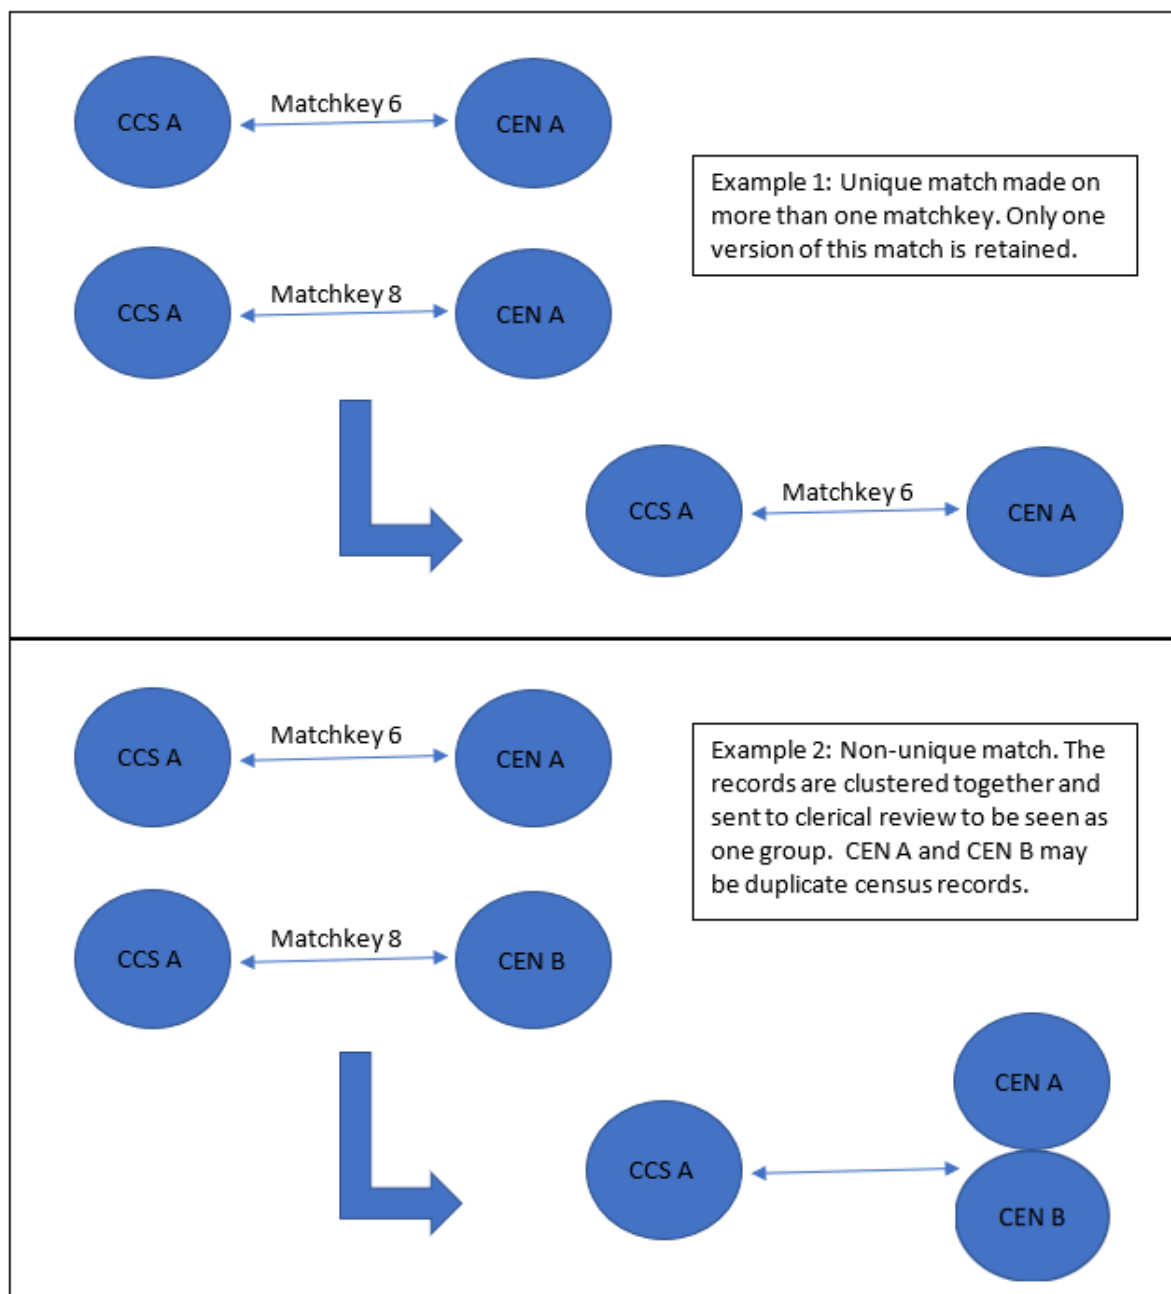 CCS A
Matchkey 6
CEN A
Example 1: Unique match made on
more than one matchkey. Only one
version of this match is retained.
CCS A
Matchkey 8
CEN A
CCS A
Matchkey 6
CEN A
CCS A
Matchkey 6
CEN A
Example 2: Non-unique match. The
records are clustered together and
sent to clerical review to be seen as
one group.  CEN A and CEN B may
be duplicate census records.
CCS A
Matchkey 8
CEN B
CEN A
CCS A
CEN B